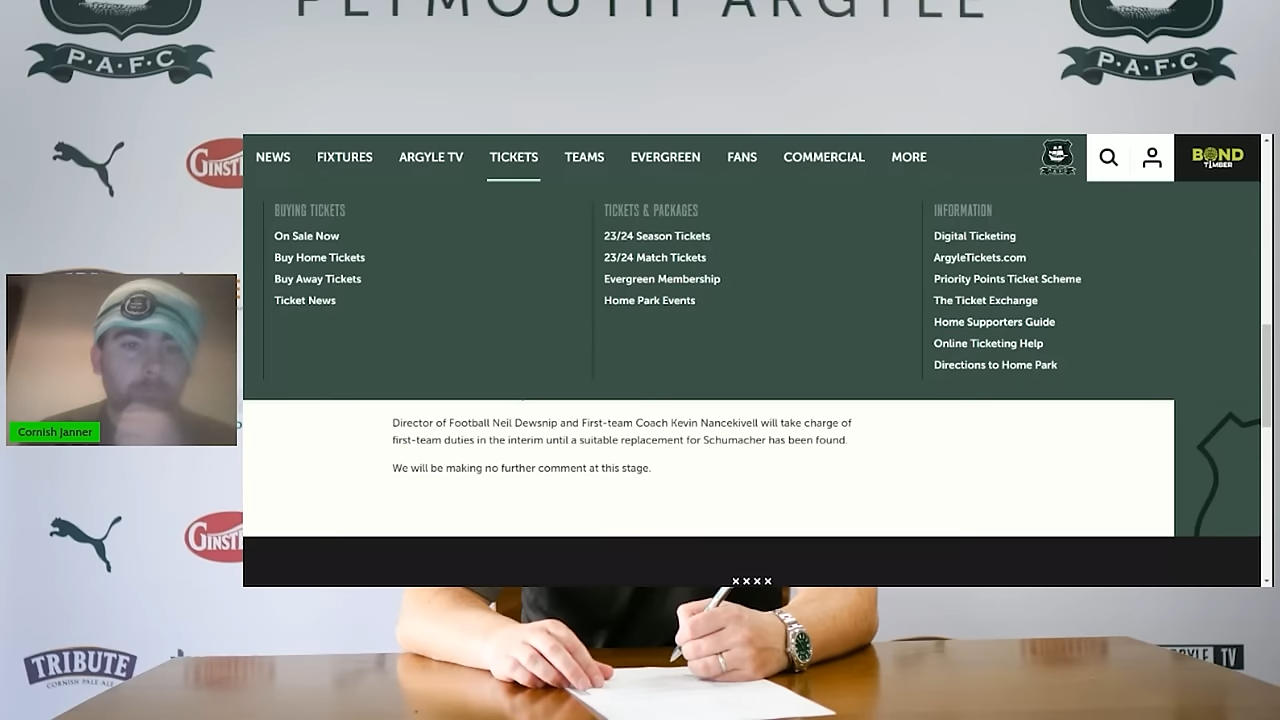 PLYMOUTH ARGYLE
P·A·F·C
P·A·F·C
GINST
NEWS FIXTURES ARGYLE TV TICKETS TEAMS EVERGREEN FANS COMMERCIAL MORE
BOND
TIMBER
BUYING TICKETS
On Sale Now
Buy Home Tickets
Buy Away Tickets
Ticket News
TICKETS & PACKAGES
23/24 Season Tickets
23/24 Match Tickets
Evergreen Membership
Home Park Events
INFORMATION
Digital Ticketing
ArgyleTickets.com
Priority Points Ticket Scheme
The Ticket Exchange
Home Supporters Guide
Online Ticketing Help
Directions to Home Park
Cornish Janner
Director of Football Neil Dewsnip and First-team Coach Kevin Nancekivell will take charge of
first-team duties in the interim until a suitable replacement for Schumacher has been found.
We will be making no further comment at this stage.
GINST
TRIBUTE
CORNISH PALE ALE
ARGYLE TV